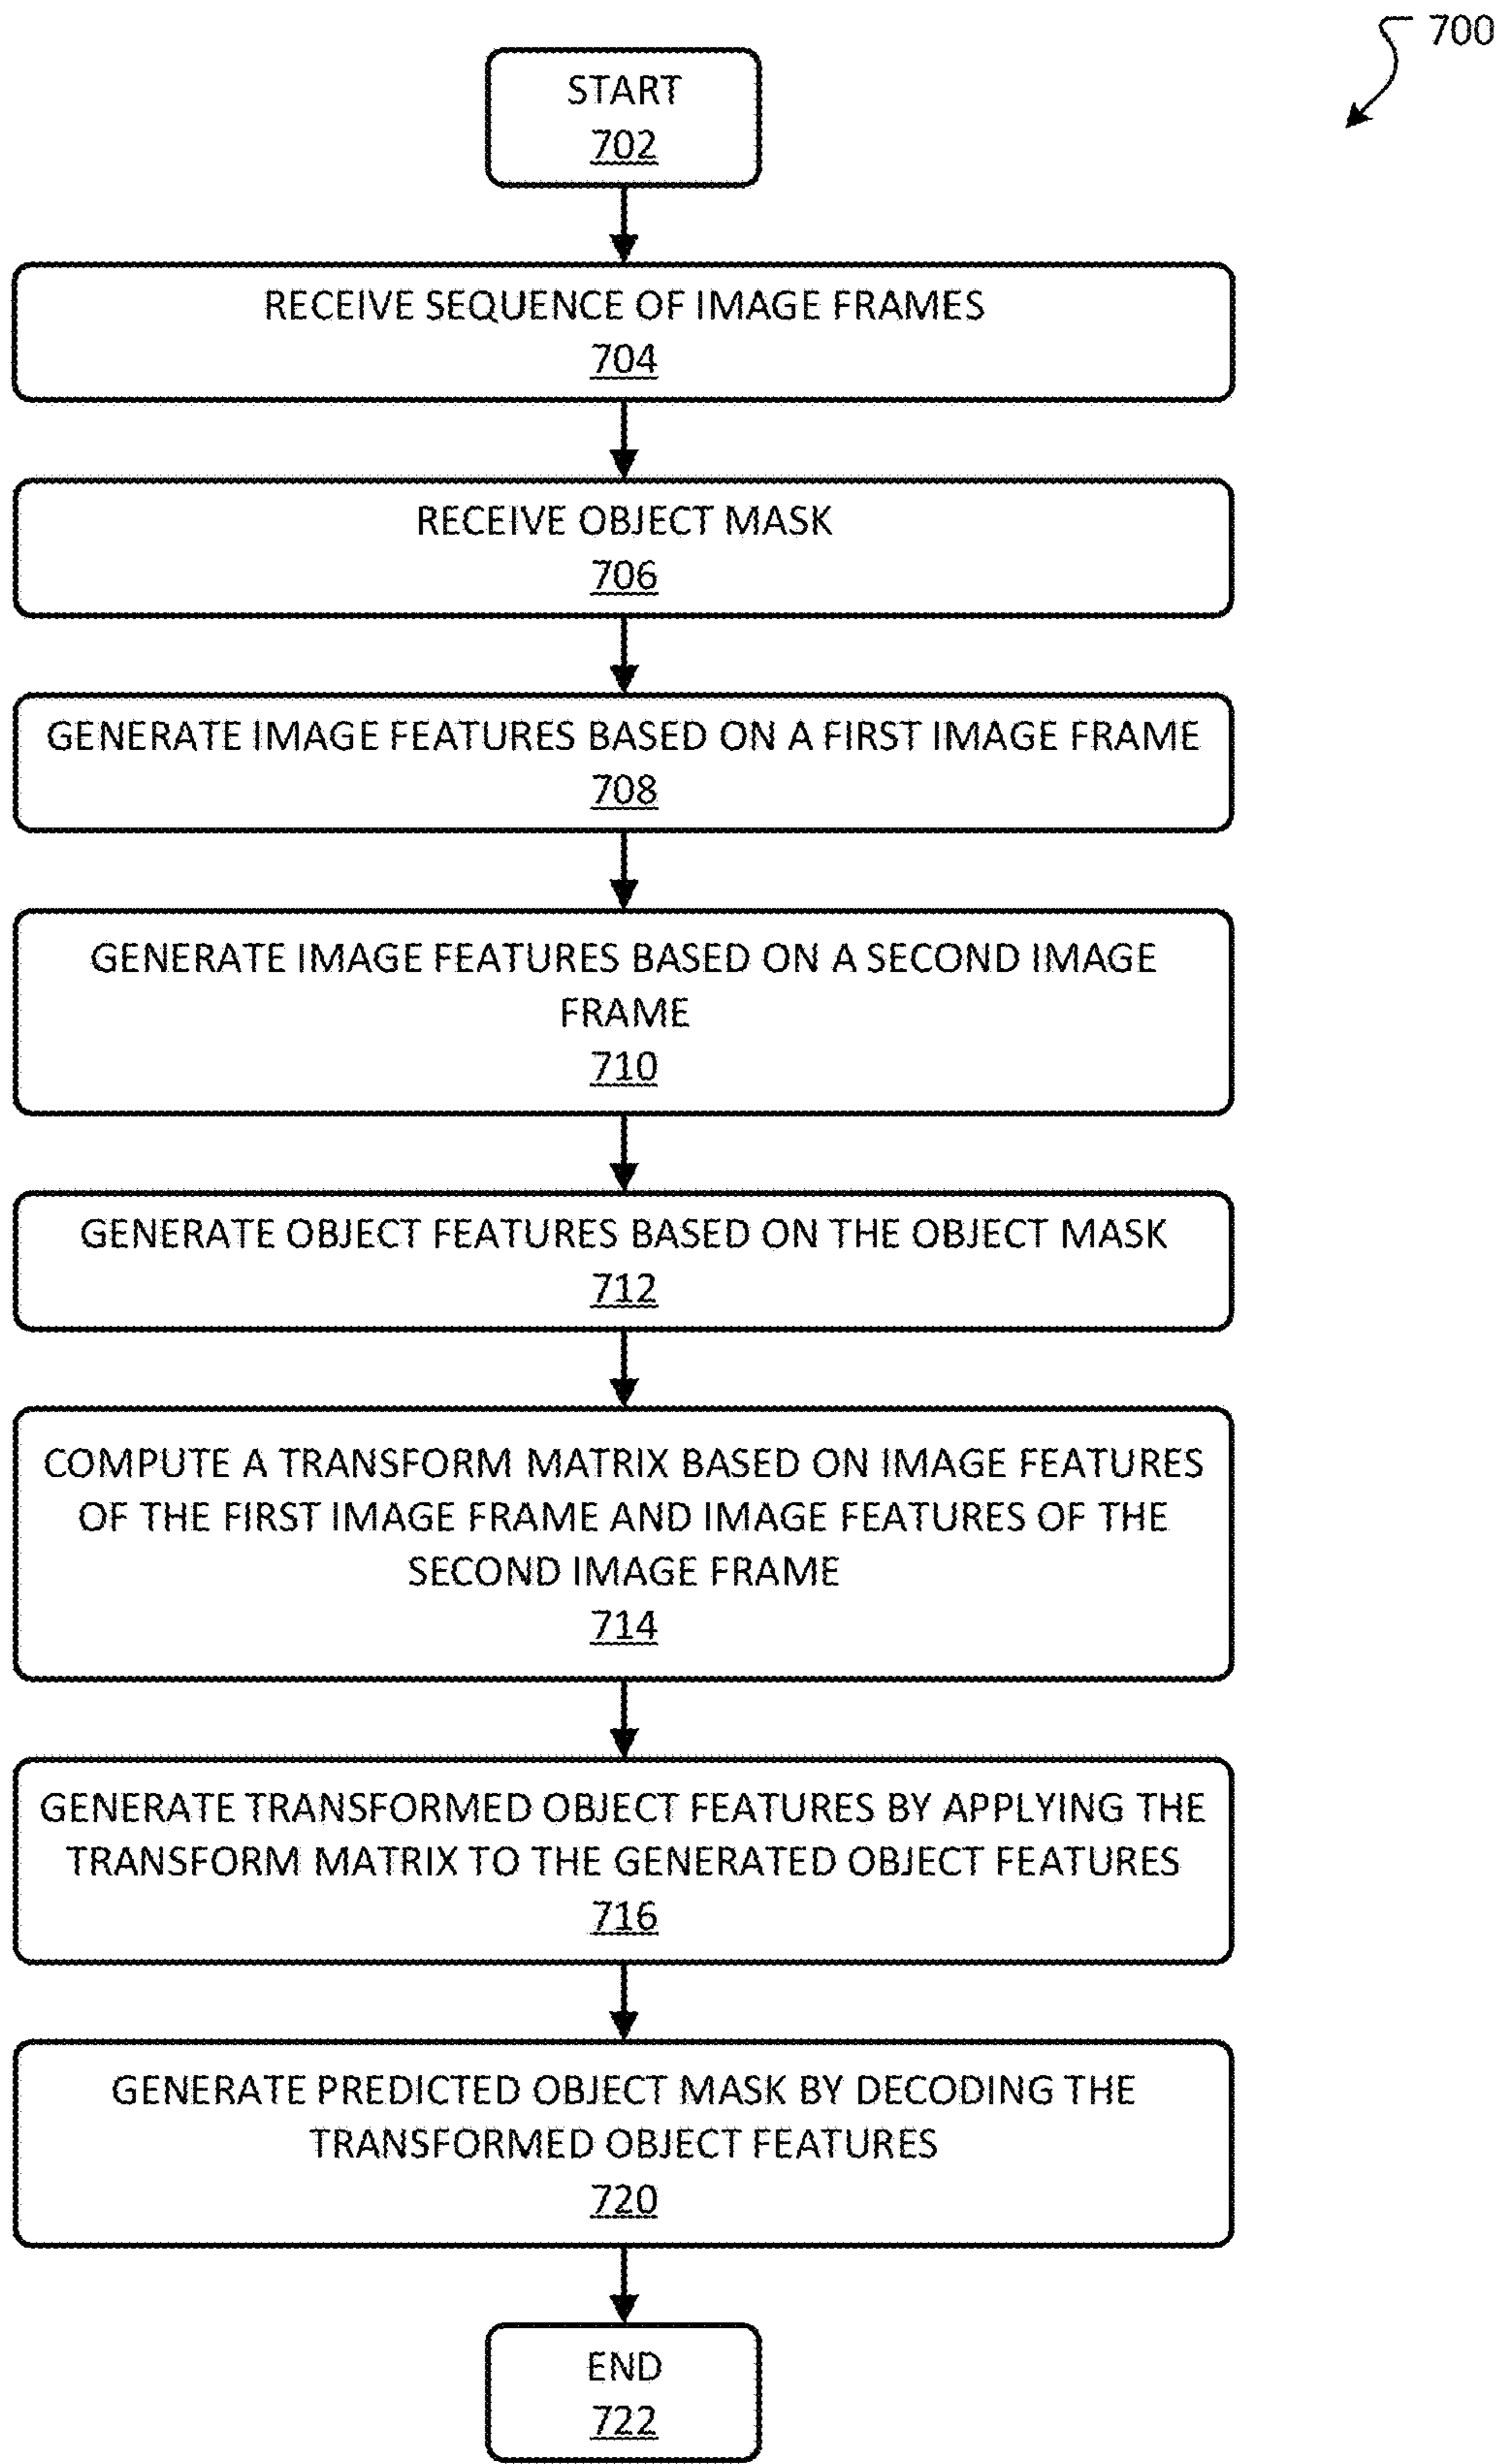 700
START
702
RECEIVE SEQUENCE OF IMAGE FRAMES
704
RECEIVE OBJECT MASK
706
GENERATE IMAGE FEATURES BASED ON A FIRST IMAGE FRAME
708
GENERATE IMAGE FEATURES BASED ON A SECOND IMAGE
FRAME
710
GENERATE OBJECT FEATURES BASED ON THE OBJECT MASK
712
COMPUTE A TRANSFORM MATRIX BASED ON IMAGE FEATURES
OF THE FIRST IMAGE FRAME AND IMAGE FEATURES OF THE
SECOND IMAGE FRAME
714
GENERATE TRANSFORMED OBJECT FEATURES BY APPLYING THE
TRANSFORM MATRIX TO THE GENERATED OBJECT FEATURES
716
GENERATE PREDICTED OBJECT MASK BY DECODING THE
TRANSFORMED OBJECT FEATURES
720
END
722